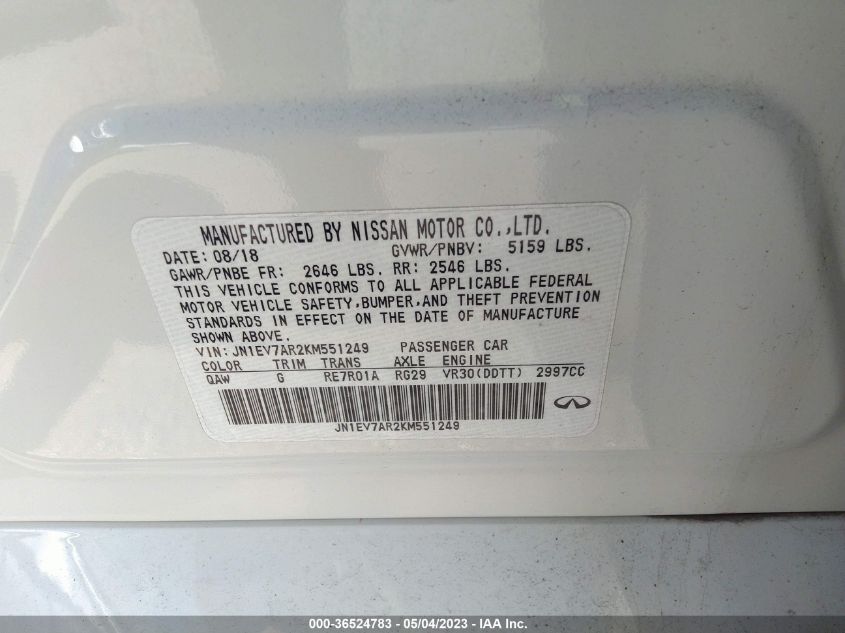 MANUFACTURED BY NISSAN MOTOR CO.,LTD.
DATE: 08/18 GVWR/PNBV: 5159 LBS.
GAWR/PNBE FR: 2646 LBS. RR: 2546 LBS.
THIS VEHICLE CONFORMS TO ALL APPLICABLE FEDERAL
MOTOR VEHICLE SAFETY,BUMPER,AND THEFT PREVENTION
STANDARDS IN EFFECT ON THE DATE OF MANUFACTURE
SHOWN ABOVE.
VIN: JN1EV7AR2KM551249 PASSENGER CAR
COLOR TRIM TRANS AXLE ENGINE
QAW G RE7R01A RG29 VR30(DDTT) 2997CC
JN1EV7AR2KM551249
000-36524783 - 05/04/2023 - IAA Inc.